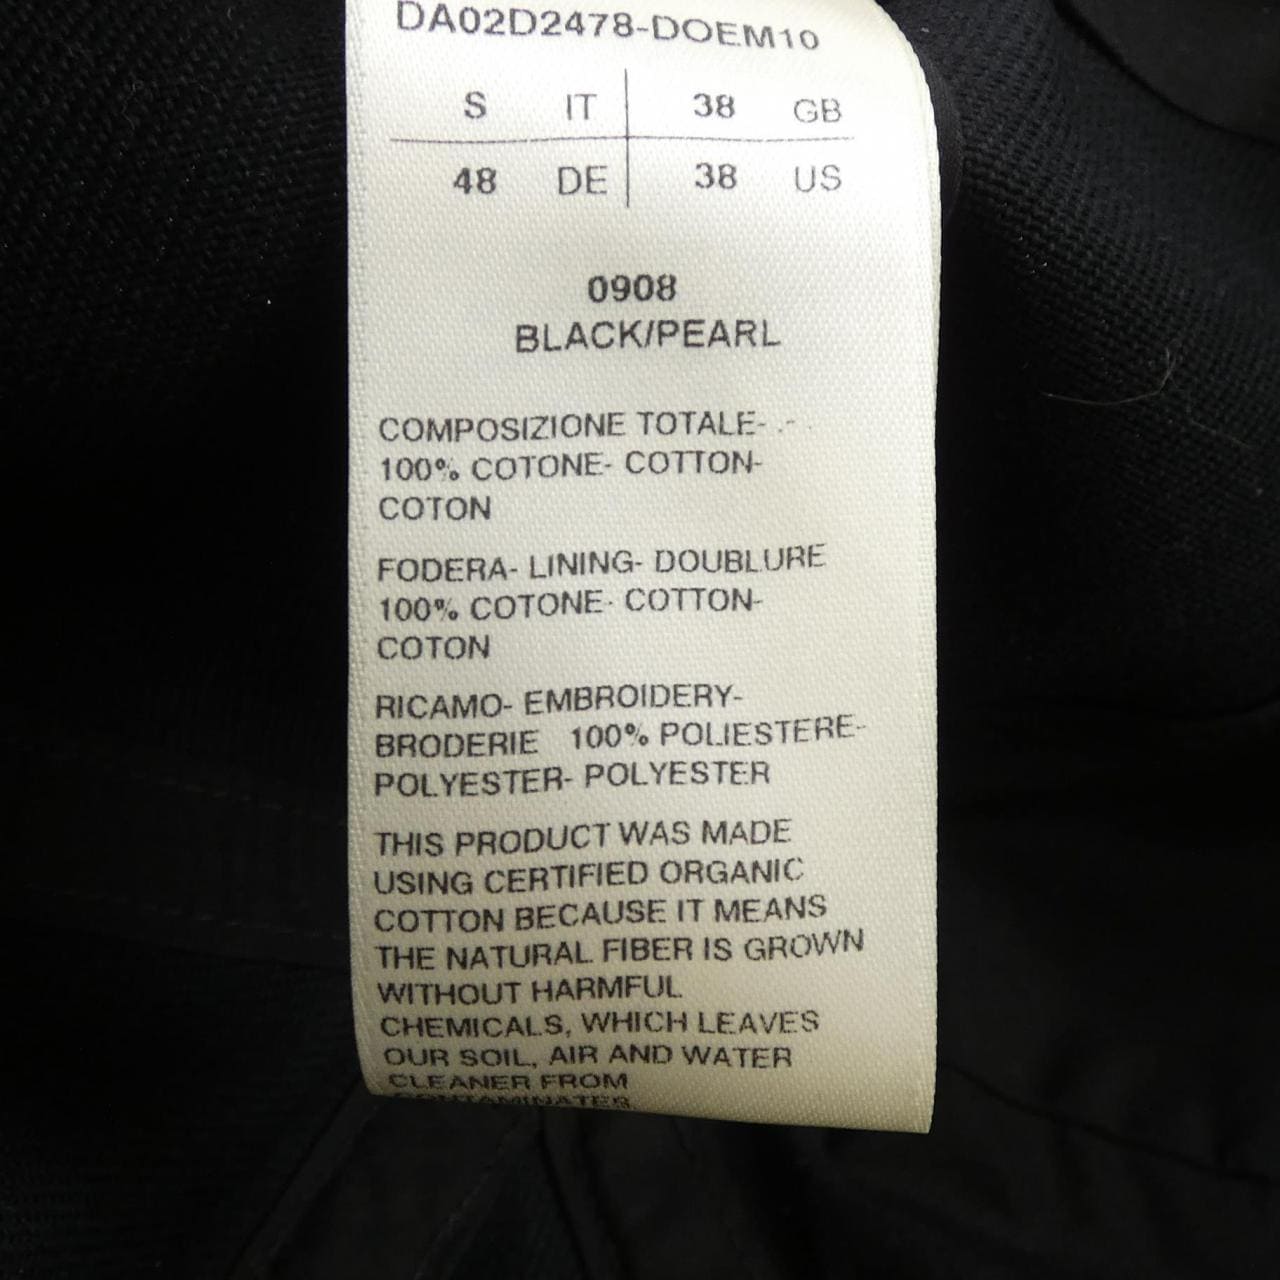 DA02D2478-DOEM10
S IT 38 GB
48 DE 38 US
0908
BLACK/PEARL
COMPOSIZIONE TOTALE-
100% COTONE- COTTON-
COTON
FODERA- LINING- DOUBLURE
100% COTONE- COTTON-
COTON
RICAMO- EMBROIDERY-
BRODERIE 100% POLIESTERE-
POLYESTER- POLYESTER
THIS PRODUCT WAS MADE
USING CERTIFIED ORGANIC
COTTON BECAUSE IT MEANS
THE NATURAL FIBER IS GROWN
WITHOUT HARMFUL
CHEMICALS, WHICH LEAVES
OUR SOIL, AIR AND WATER
CLEANER FROM
CONTAMINATER